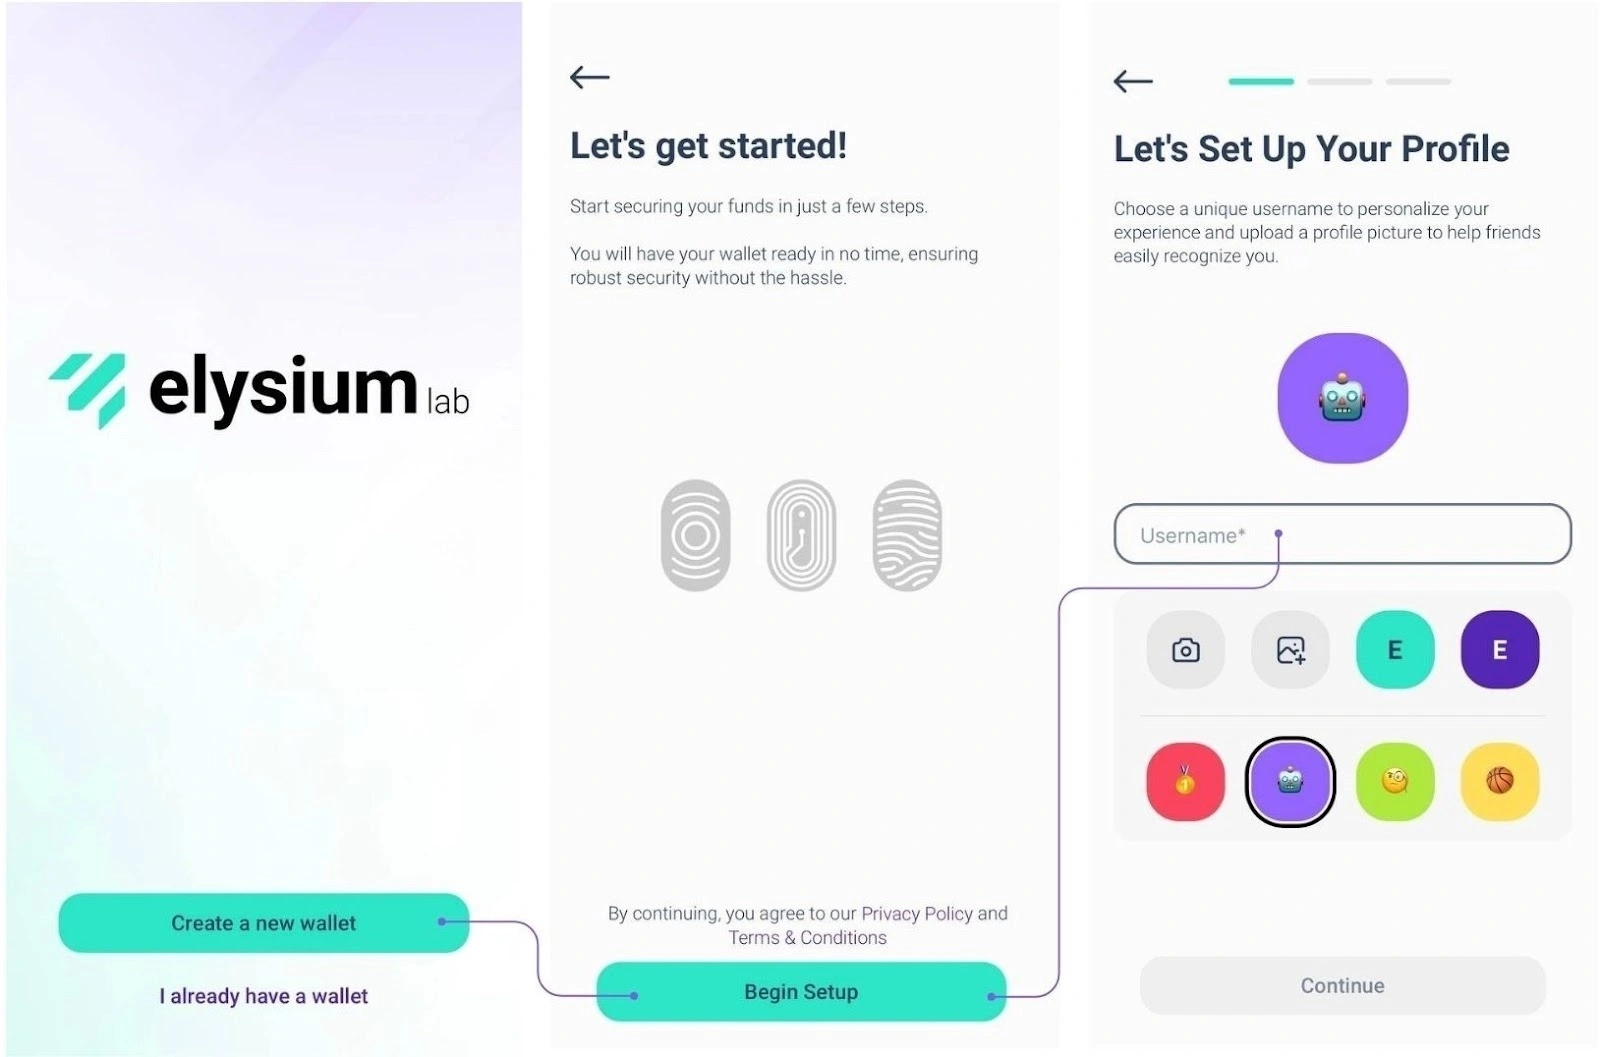 elysium lab
Create a new wallet
I already have a wallet
Let's get started!
Start securing your funds in just a few steps.
You will have your wallet ready in no time, ensuring
robust security without the hassle.
By continuing, you agree to our Privacy Policy and
Terms & Conditions
Begin Setup
Let's Set Up Your Profile
Choose a unique username to personalize your
experience and upload a profile picture to help friends
easily recognize you.
Username*
E E
1
Continue